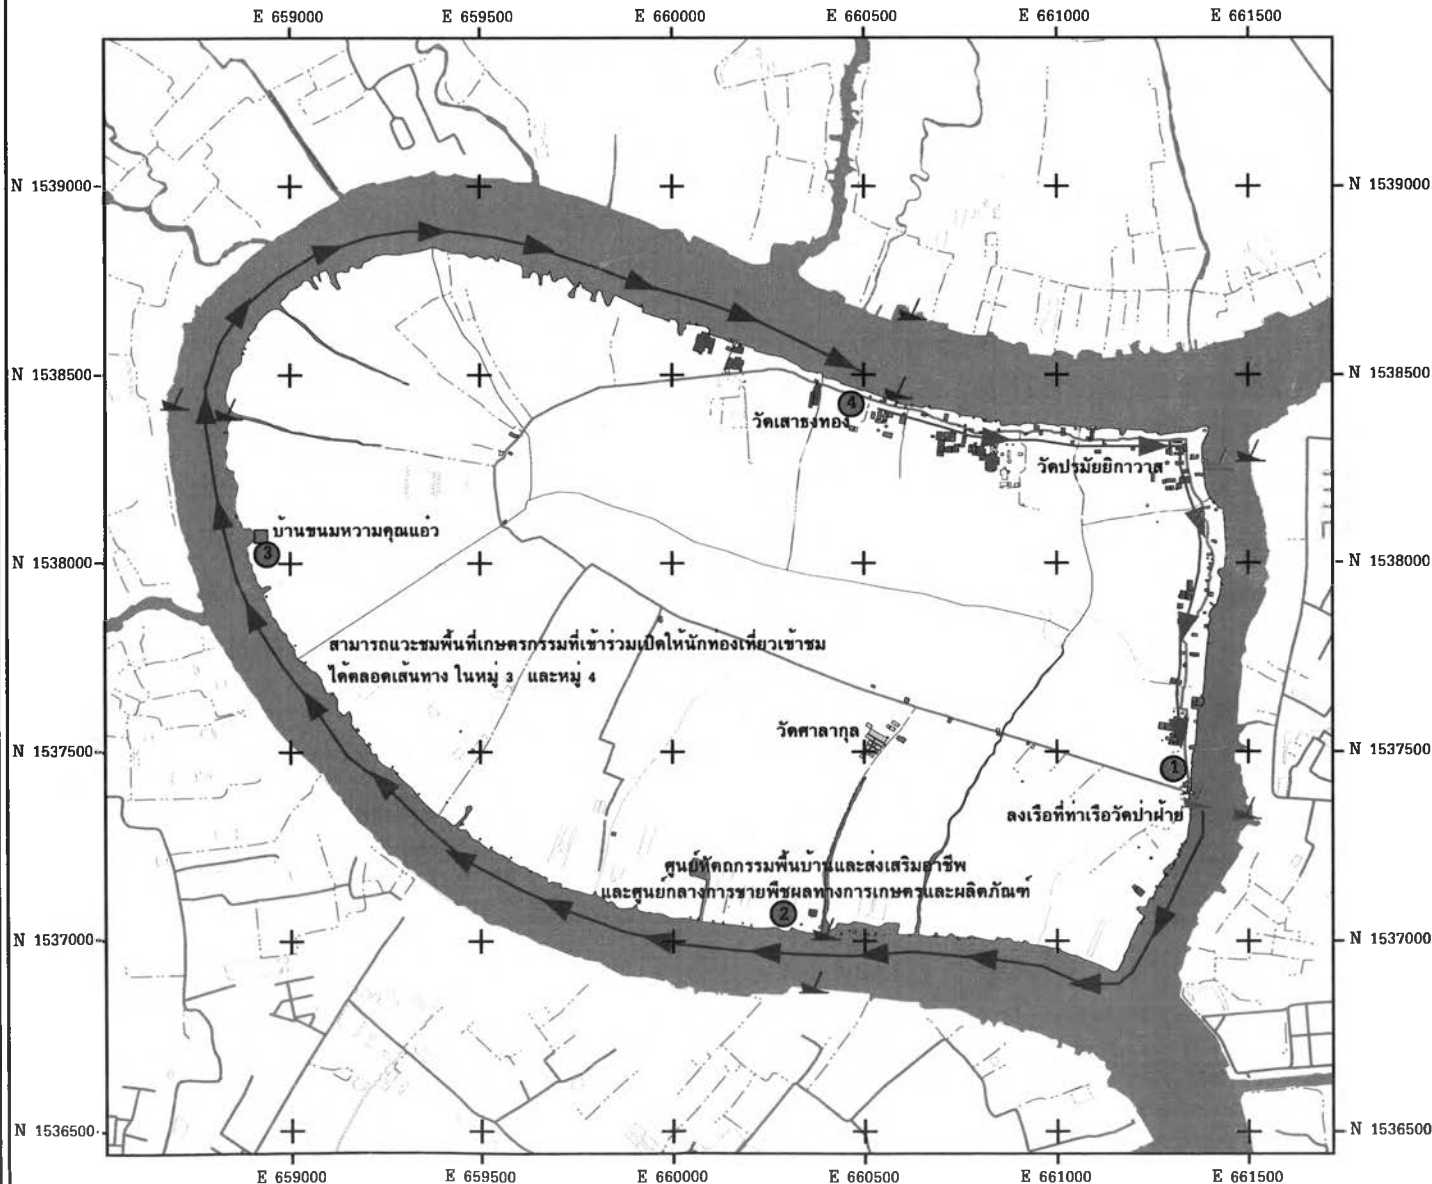 E 659000 E 659500 E 660000 E 660500 E 661000 E 661500
N 1539000 N 1539000
N 1538500 N 1538500
4
วัดเสาธงทอง
วัดปรมัยยิกาวาส
บ้านขนมหวานคุณแอ๋ว
3
N 1538000 N 1538000
สามารถแวะชมพื้นที่เกษตรกรรมที่เข้าร่วมเปิดให้นักท่องเที่ยวเข้าชม
ได้ตลอดเส้นทาง ในหมู่ 3 และหมู่ 4
วัดศาลากุล
N 1537500 N 1537500
1
ลงเรือที่ท่าเรือวัดป่าฝ้าย
ศูนย์หัตถกรรมพื้นบ้านและส่งเสริมอาชีพ
และศูนย์กลางการขายพืชผลทางการเกษตรและผลิตภัณฑ์
2
N 1537000 N 1537000
N 1536500 N 1536500
E 659000 E 659500 E 660000 E 660500 E 661000 E 661500